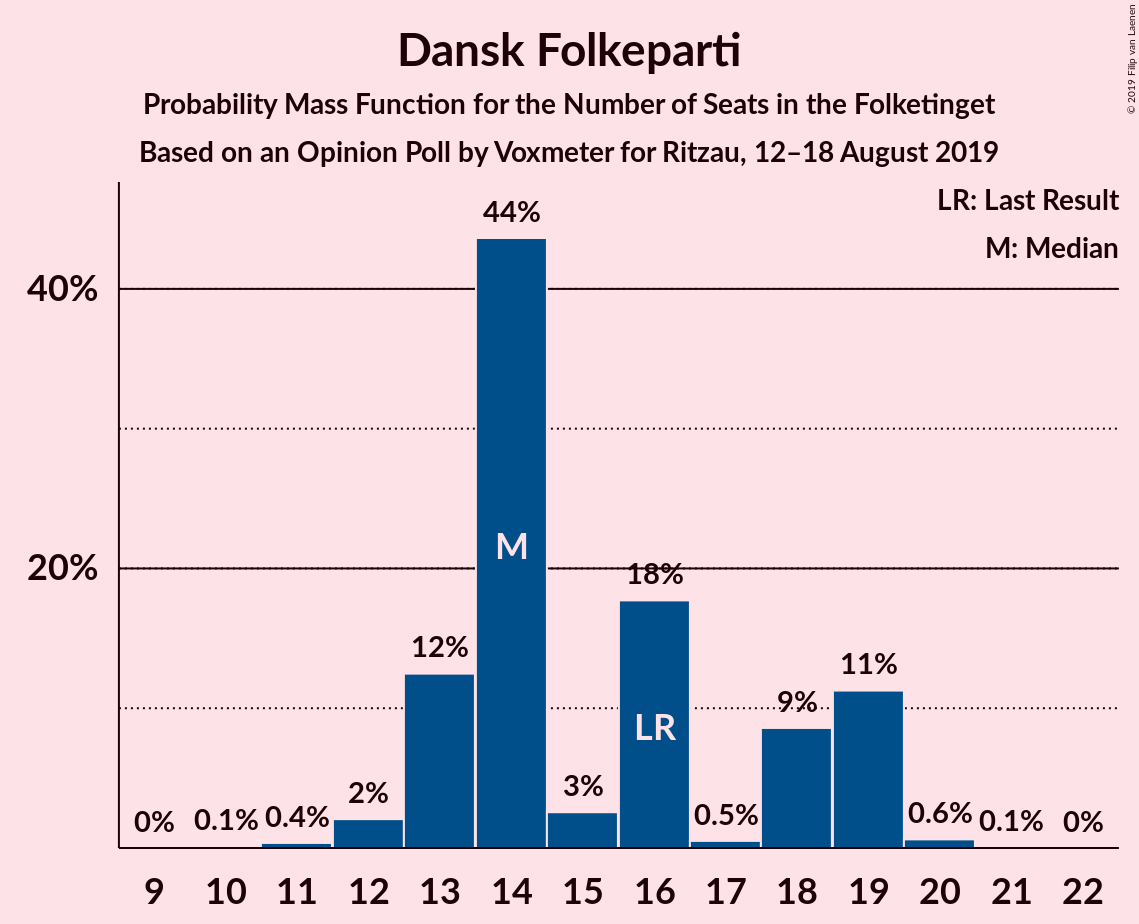 Dansk Folkeparti
Probability Mass Function for the Number of Seats in the Folketinget
Based on an Opinion Poll by Voxmeter for Ritzau, 12–18 August 2019
© 2019 Filip van Laenen
LR: Last Result
M: Median
40%
20%
0%
0.1%
0.4%
2%
12%
44%
3%
18%
0.5%
9%
11%
0.6%
0.1%
0%
M
LR
9 10 11 12 13 14 15 16 17 18 19 20 21 22